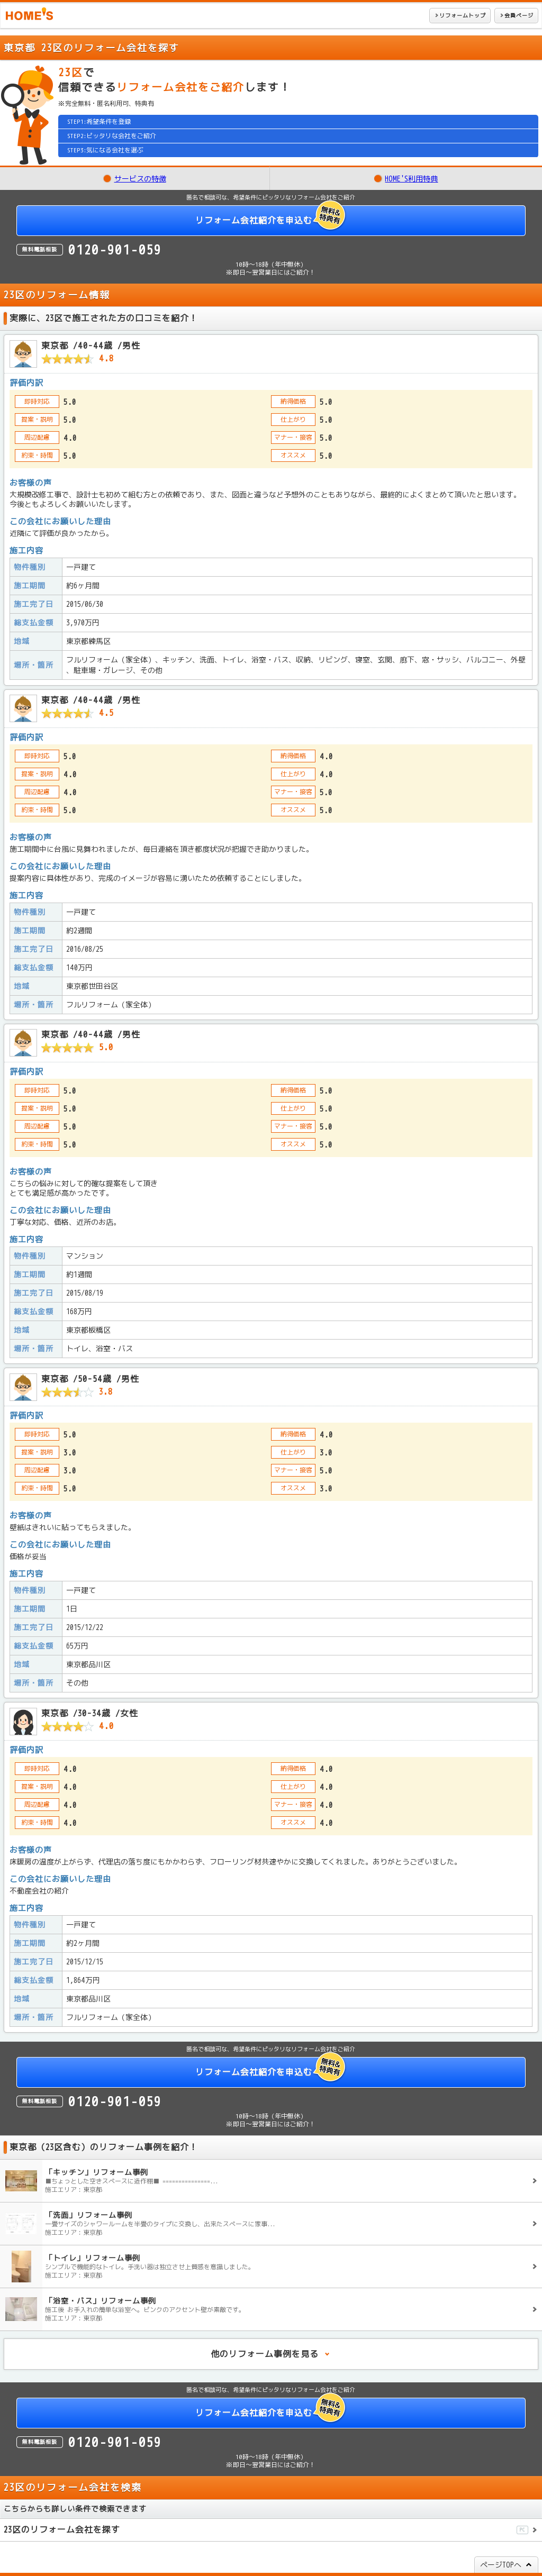 HOME'S
リフォームトップ
会員ページ
東京都 23区のリフォーム会社を探す
23区で
信頼できるリフォーム会社をご紹介します！
※完全無料・匿名利用可、特典有
STEP1:希望条件を登録
STEP2:ピッタリな会社をご紹介
STEP3:気になる会社を選ぶ
サービスの特徴
HOME'S利用特典
匿名で相談可な、希望条件にピッタリなリフォーム会社をご紹介
リフォーム会社紹介を申込む
無料&特典有
無料電話相談 0120-901-059
10時～18時（年中無休）
※即日～翌営業日にはご紹介！
23区のリフォーム情報
実際に、23区で施工された方の口コミを紹介！
東京都 /40-44歳 /男性
4.8
評価内訳
即時対応 5.0 納得価格 5.0
提案・説明 5.0 仕上がり 5.0
周辺配慮 4.0 マナー・接客 5.0
約束・時間 5.0 オススメ 5.0
お客様の声
大規模改修工事で、設計士も初めて組む方との依頼であり、また、図面と違うなど予想外のこともありながら、最終的によくまとめて頂いたと思います。
今後ともよろしくお願いいたします。
この会社にお願いした理由
近隣にて評価が良かったから。
施工内容
物件種別 一戸建て
施工期間 約6ヶ月間
施工完了日 2015/06/30
総支払金額 3,970万円
地域 東京都練馬区
場所・箇所 フルリフォーム（家全体）、キッチン、洗面、トイレ、浴室・バス、収納、リビング、寝室、玄関、廊下、窓・サッシ、バルコニー、外壁
、駐車場・ガレージ、その他
東京都 /40-44歳 /男性
4.5
評価内訳
即時対応 5.0 納得価格 4.0
提案・説明 4.0 仕上がり 4.0
周辺配慮 4.0 マナー・接客 5.0
約束・時間 5.0 オススメ 5.0
お客様の声
施工期間中に台風に見舞われましたが、毎日連絡を頂き都度状況が把握でき助かりました。
この会社にお願いした理由
提案内容に具体性があり、完成のイメージが容易に湧いたため依頼することにしました。
施工内容
物件種別 一戸建て
施工期間 約2週間
施工完了日 2016/08/25
総支払金額 140万円
地域 東京都世田谷区
場所・箇所 フルリフォーム（家全体）
東京都 /40-44歳 /男性
5.0
評価内訳
即時対応 5.0 納得価格 5.0
提案・説明 5.0 仕上がり 5.0
周辺配慮 5.0 マナー・接客 5.0
約束・時間 5.0 オススメ 5.0
お客様の声
こちらの悩みに対して的確な提案をして頂き
とても満足感が高かったです。
この会社にお願いした理由
丁寧な対応、価格、近所のお店。
施工内容
物件種別 マンション
施工期間 約1週間
施工完了日 2015/08/19
総支払金額 168万円
地域 東京都板橋区
場所・箇所 トイレ、浴室・バス
東京都 /50-54歳 /男性
3.8
評価内訳
即時対応 5.0 納得価格 4.0
提案・説明 3.0 仕上がり 3.0
周辺配慮 3.0 マナー・接客 5.0
約束・時間 5.0 オススメ 3.0
お客様の声
壁紙はきれいに貼ってもらえました。
この会社にお願いした理由
価格が妥当
施工内容
物件種別 一戸建て
施工期間 1日
施工完了日 2015/12/22
総支払金額 65万円
地域 東京都品川区
場所・箇所 その他
東京都 /30-34歳 /女性
4.0
評価内訳
即時対応 4.0 納得価格 4.0
提案・説明 4.0 仕上がり 4.0
周辺配慮 4.0 マナー・接客 4.0
約束・時間 4.0 オススメ 4.0
お客様の声
床暖房の温度が上がらず、代理店の落ち度にもかかわらず、フローリング材共速やかに交換してくれました。ありがとうございました。
この会社にお願いした理由
不動産会社の紹介
施工内容
物件種別 一戸建て
施工期間 約2ヶ月間
施工完了日 2015/12/15
総支払金額 1,864万円
地域 東京都品川区
場所・箇所 フルリフォーム（家全体）
匿名で相談可な、希望条件にピッタリなリフォーム会社をご紹介
リフォーム会社紹介を申込む
無料&特典有
無料電話相談 0120-901-059
10時～18時（年中無休）
※即日～翌営業日にはご紹介！
東京都（23区含む）のリフォーム事例を紹介！
「キッチン」リフォーム事例
■ちょっとした空きスペースに造作棚■ ===============...
施工エリア：東京都
「洗面」リフォーム事例
一畳サイズのシャワールームを半畳のタイプに交換し、出来たスペースに家事...
施工エリア：東京都
「トイレ」リフォーム事例
シンプルで機能的なトイレ。手洗い器は独立させ上質感を意識しました。
施工エリア：東京都
「浴室・バス」リフォーム事例
施工後 お手入れの簡単な浴室へ。ピンクのアクセント壁が素敵です。
施工エリア：東京都
他のリフォーム事例を見る
匿名で相談可な、希望条件にピッタリなリフォーム会社をご紹介
リフォーム会社紹介を申込む
無料&特典有
無料電話相談 0120-901-059
10時～18時（年中無休）
※即日～翌営業日にはご紹介！
23区のリフォーム会社を検索
こちらからも詳しい条件で検索できます
23区のリフォーム会社を探す
PC
ページTOPへ